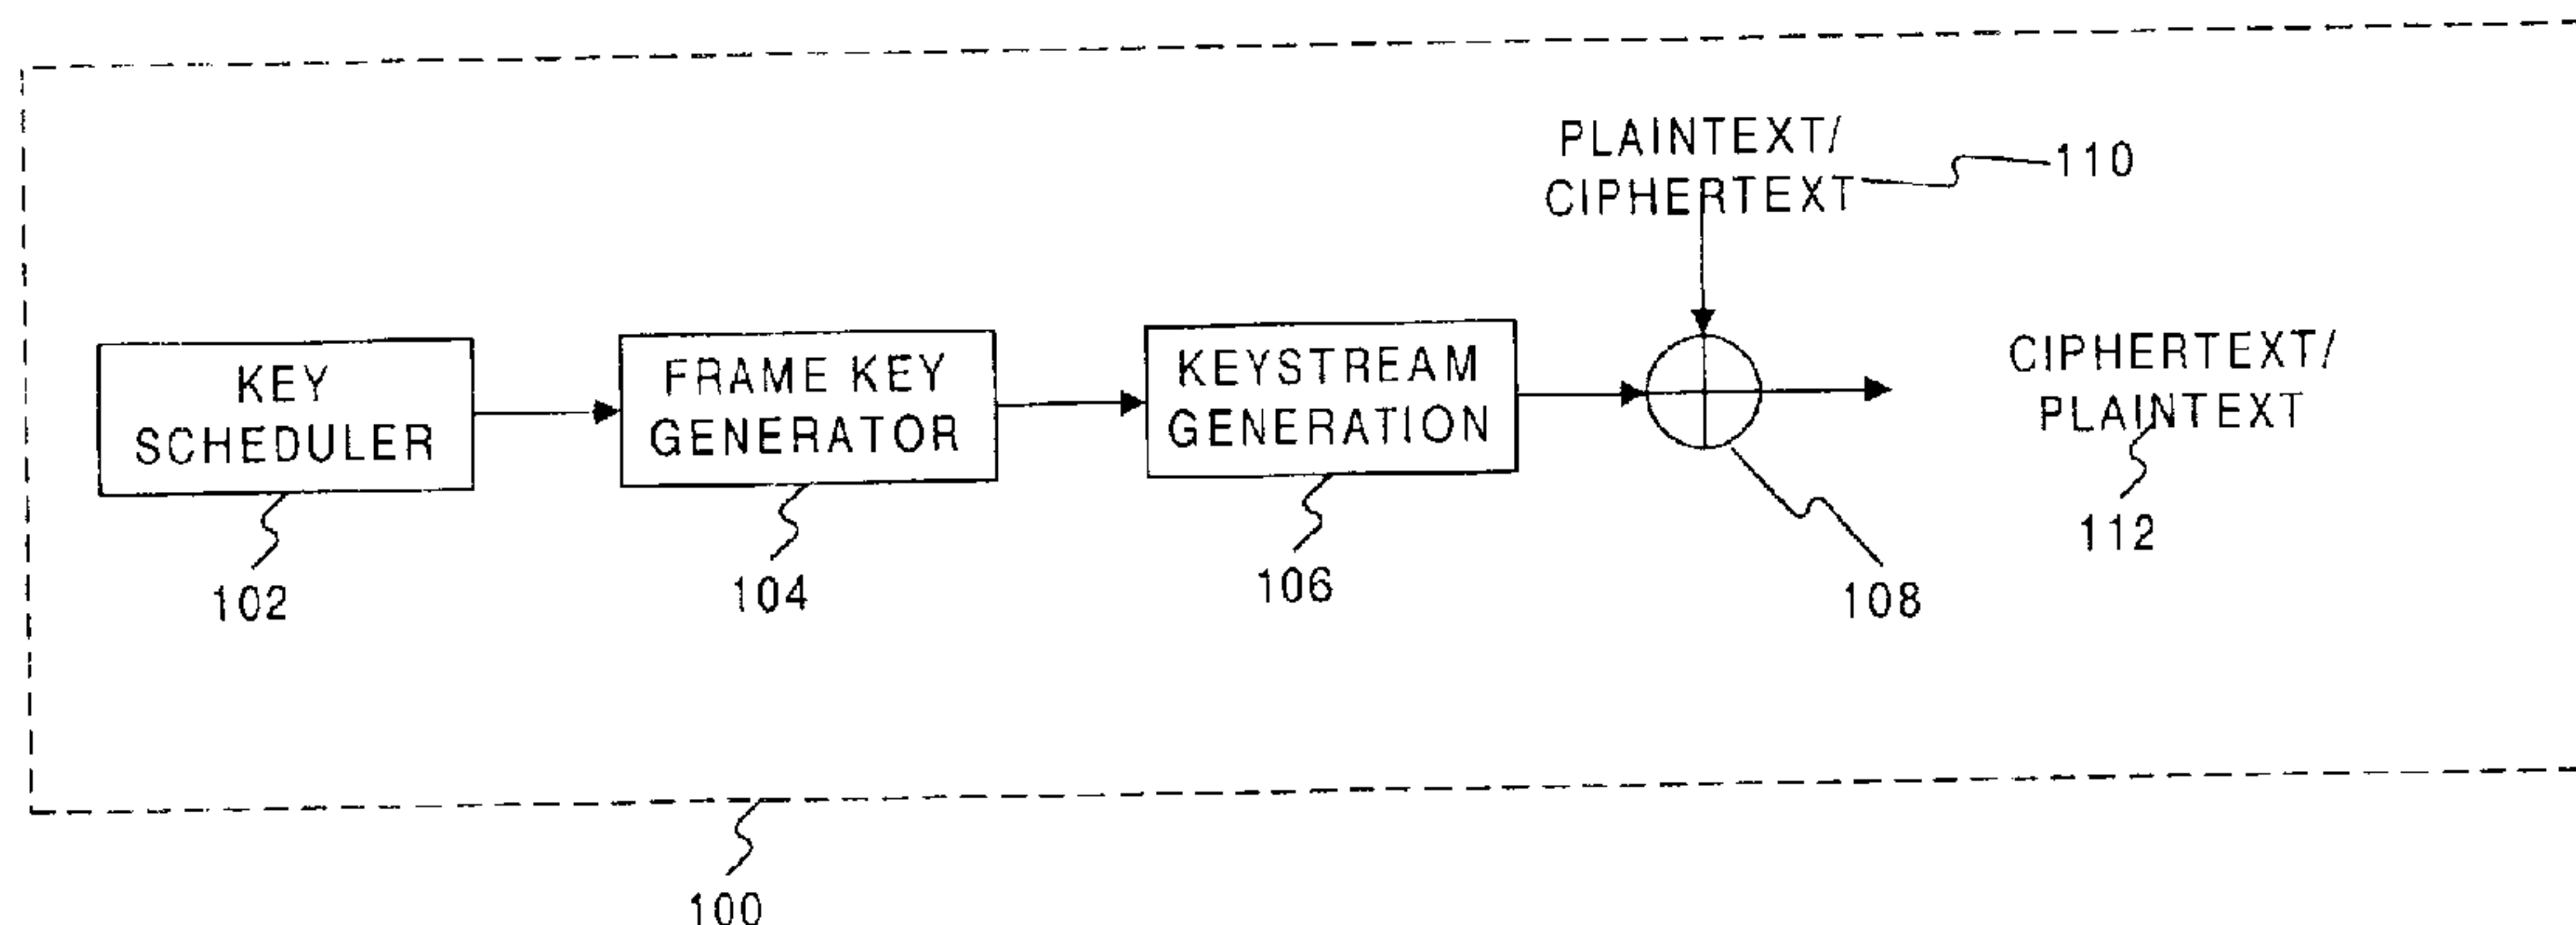 PLAINTEXT/
CIPHERTEXT
110
KEY
SCHEDULER
FRAME KEY
GENERATOR
KEYSTREAM
GENERATION
CIPHERTEXT/
PLAINTEXT
102
104
106
108
112
100